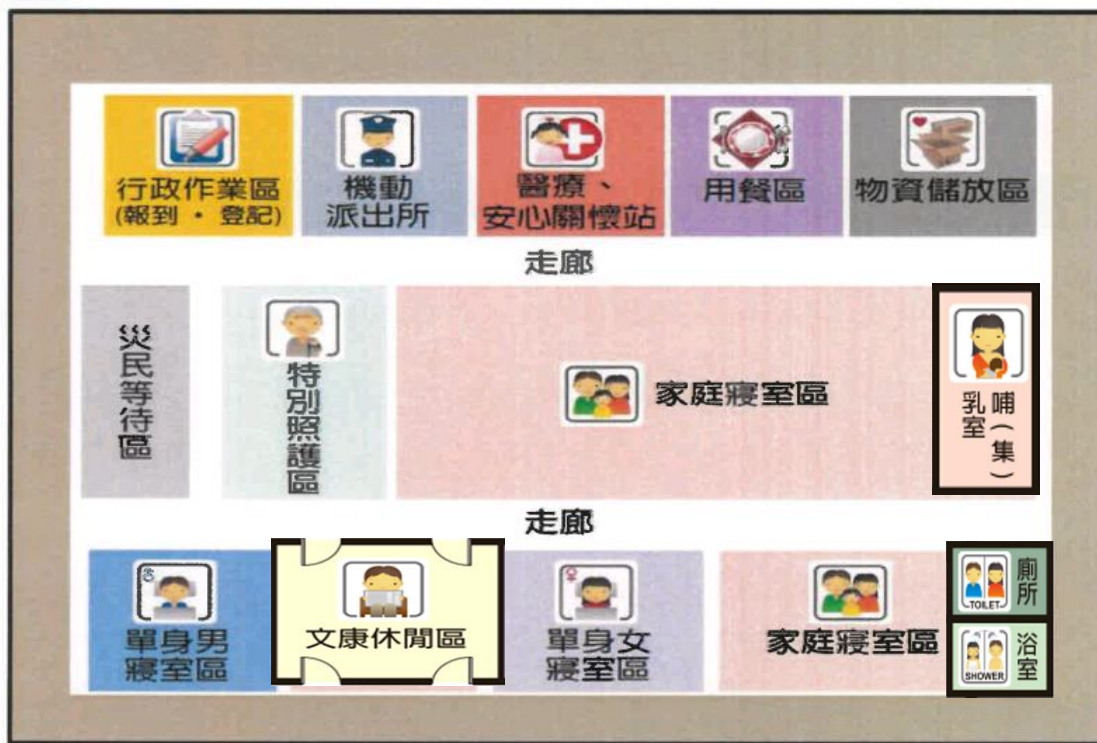 行政作業區
(報到・登記)
機動
派出所
醫療、
安心關懷站
用餐區
物資儲放區
走廊
災民等待區
特別照護區
家庭寢室區
哺(集)
乳室
走廊
單身男
寢室區
文康休閒區
單身女
寢室區
家庭寢室區
TOILET
廁所
SHOWER
浴室